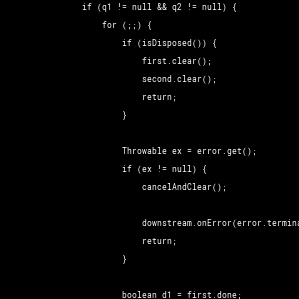 if (q1 != null && q2 != null) {
for (;;) {
if (isDisposed()) {
first.clear();
second.clear();
return;
}
Throwable ex = error.get();
if (ex != null) {
cancelAndClear();
downstream.onError(error.termina
return;
}
boolean d1 = first.done;